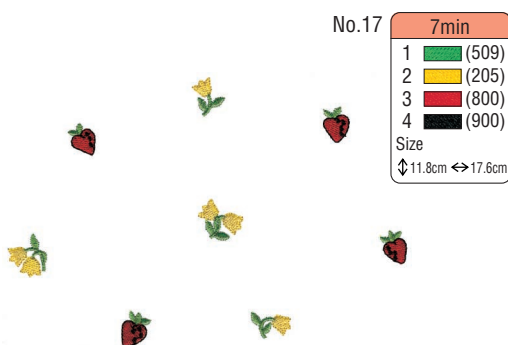 No.17 7min
1 (509)
2 (205)
3 (800)
4 (900)
Size
11.8cm 17.6cm